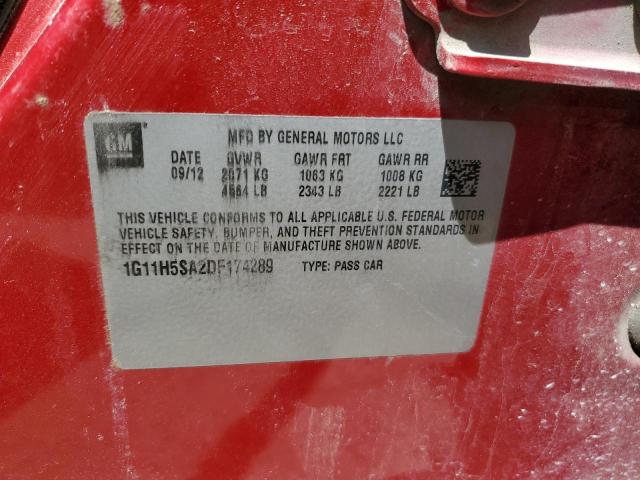 GM
MFD BY GENERAL MOTORS LLC
DATE GVWR GAWR FRT GAWR RR
09/12 2071 KG 1063 KG 1008 KG
4564 LB 2343 LB 2221 LB
THIS VEHICLE CONFORMS TO ALL APPLICABLE U.S. FEDERAL MOTOR
VEHICLE SAFETY, BUMPER, AND THEFT PREVENTION STANDARDS IN
EFFECT ON THE DATE OF MANUFACTURE SHOWN ABOVE.
1G11H5SA2DF174289 TYPE: PASS CAR